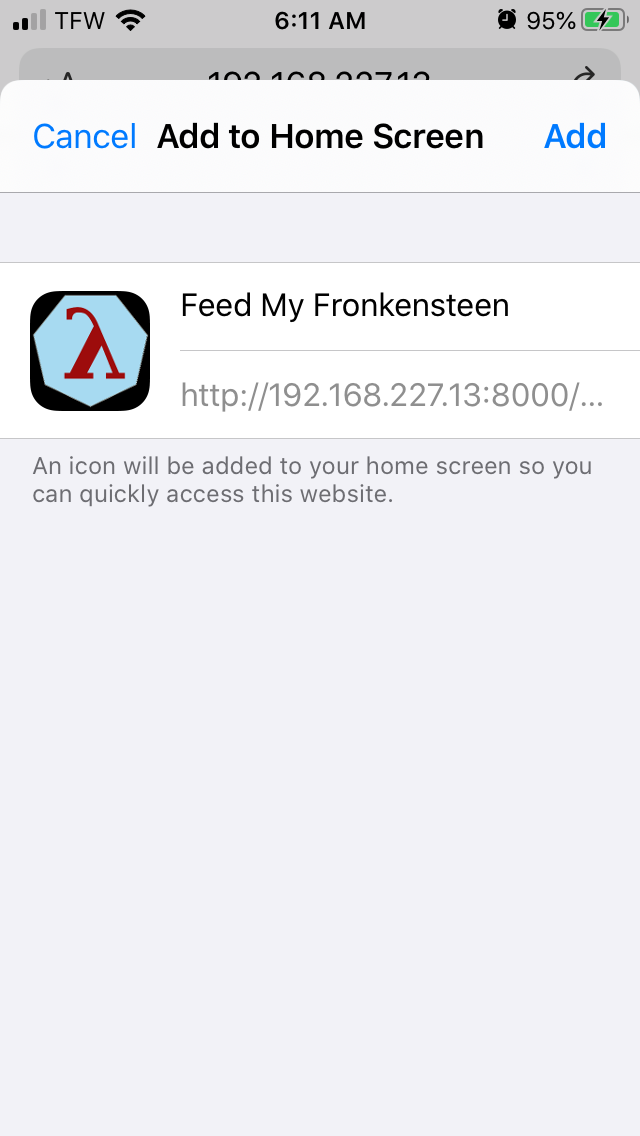 TFW 6:11 AM 95%
Cancel Add to Home Screen Add
λ
Feed My Fronkensteen
http://192.168.227.13:8000/...
An icon will be added to your home screen so you
can quickly access this website.